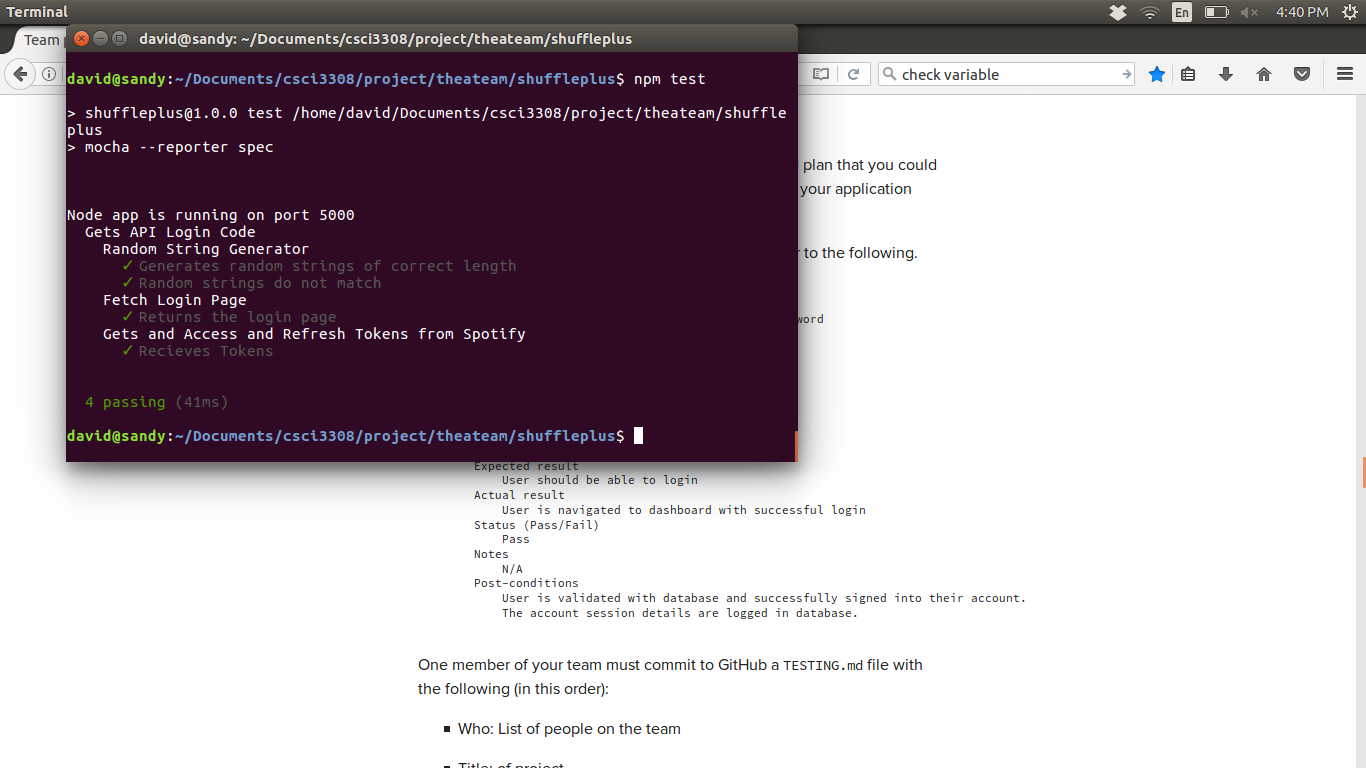 Terminal
En
4:40 PM
Team
david@sandy: ~/Documents/csci3308/project/theateam/shuffleplus
check variable
david@sandy:~/Documents/csci3308/project/theateam/shuffleplus$ npm test
> shuffleplus@1.0.0 test /home/david/Documents/csci3308/project/theateam/shuffle
plus
> mocha --reporter spec
Node app is running on port 5000
Gets API Login Code
Random String Generator
✓ Generates random strings of correct length
✓ Random strings do not match
Fetch Login Page
✓ Returns the login page
Gets and Access and Refresh Tokens from Spotify
✓ Recieves Tokens
4 passing (41ms)
david@sandy:~/Documents/csci3308/project/theateam/shuffleplus$
plan that you could
your application
to the following.
word
Expected result
User should be able to login
Actual result
User is navigated to dashboard with successful login
Status (Pass/Fail)
Pass
Notes
N/A
Post-conditions
User is validated with database and successfully signed into their account.
The account session details are logged in database.
One member of your team must commit to GitHub a TESTING.md file with
the following (in this order):
Who: List of people on the team
Title: of project